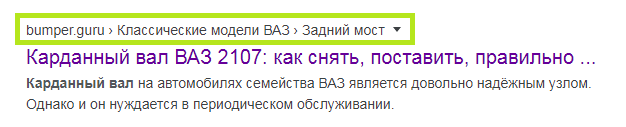 bumper.guru › Классические модели ВАЗ › Задний мост
Карданный вал ВАЗ 2107: как снять, поставить, правильно ...
Карданный вал на автомобилях семейства ВАЗ является довольно надёжным узлом.
Однако и он нуждается в периодическом обслуживании.